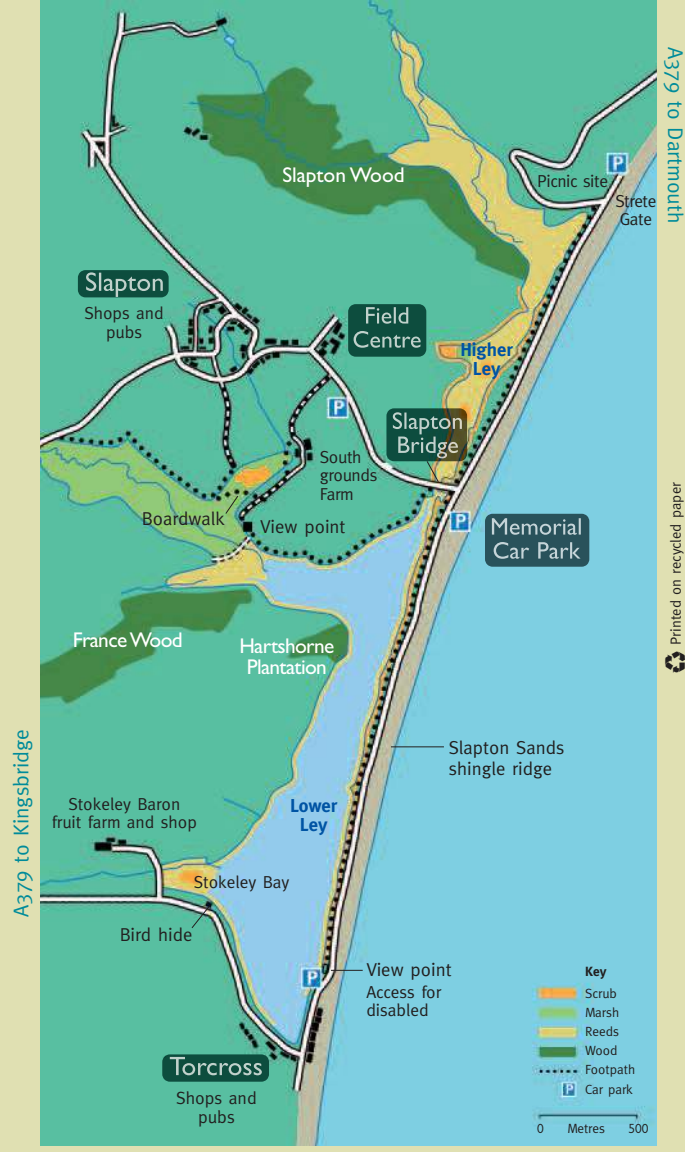 A379 to Dartmouth
Slapton Wood
Picnic site
P
Strete
Gate
Slapton
Shops and
pubs
Field
Centre
Higher
Ley
P
Slapton
Bridge
South
grounds
Farm
Boardwalk
View point
P
Memorial
Car Park
Printed on recycled paper
France Wood
Hartshorne
Plantation
Slapton Sands
shingle ridge
A379 to Kingsbridge
Stokeley Baron
fruit farm and shop
Lower
Ley
Stokeley Bay
Bird hide
P
View point
Access for
disabled
Torcross
Shops and
pubs
Key
Scrub
Marsh
Reeds
Wood
Footpath
P Car park
0 Metres 500